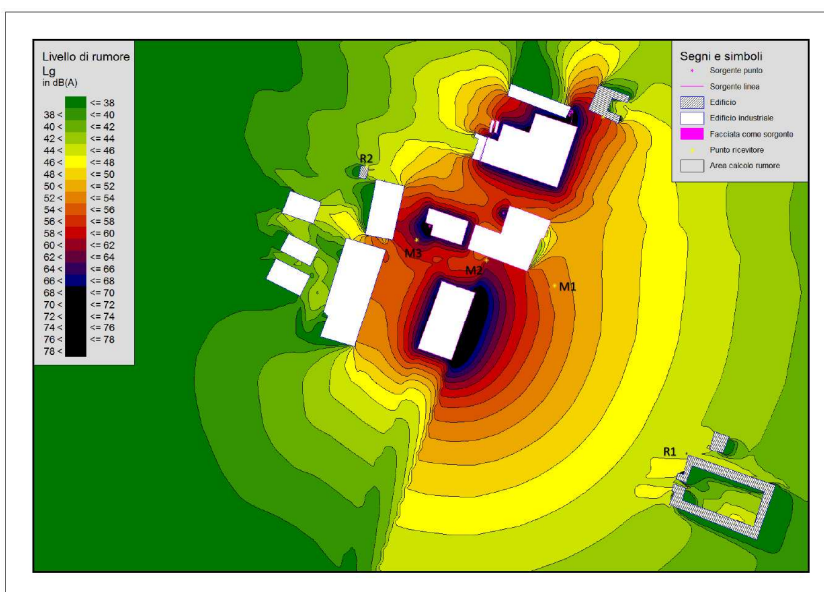 Livello di rumore
Lg
in dB(A)
<= 38
38 < <= 40
40 < <= 42
42 < <= 44
44 < <= 46
46 < <= 48
48 < <= 50
50 < <= 52
52 < <= 54
54 < <= 56
56 < <= 58
58 < <= 60
60 < <= 62
62 < <= 64
64 < <= 66
66 < <= 68
68 < <= 70
70 < <= 72
72 < <= 74
74 < <= 76
76 < <= 78
78 <
Segni e simboli
Sorgente punto
Sorgente linea
Edificio
Edificio industriale
Facciata come sorgente
Punto ricevitore
Area calcolo rumore
R2
M3
M2
M1
R1